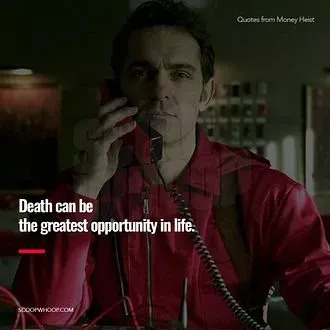 Quotes from Money Heist
Death can be
the greatest opportunity in life.
SCOOPWHOOP.COM